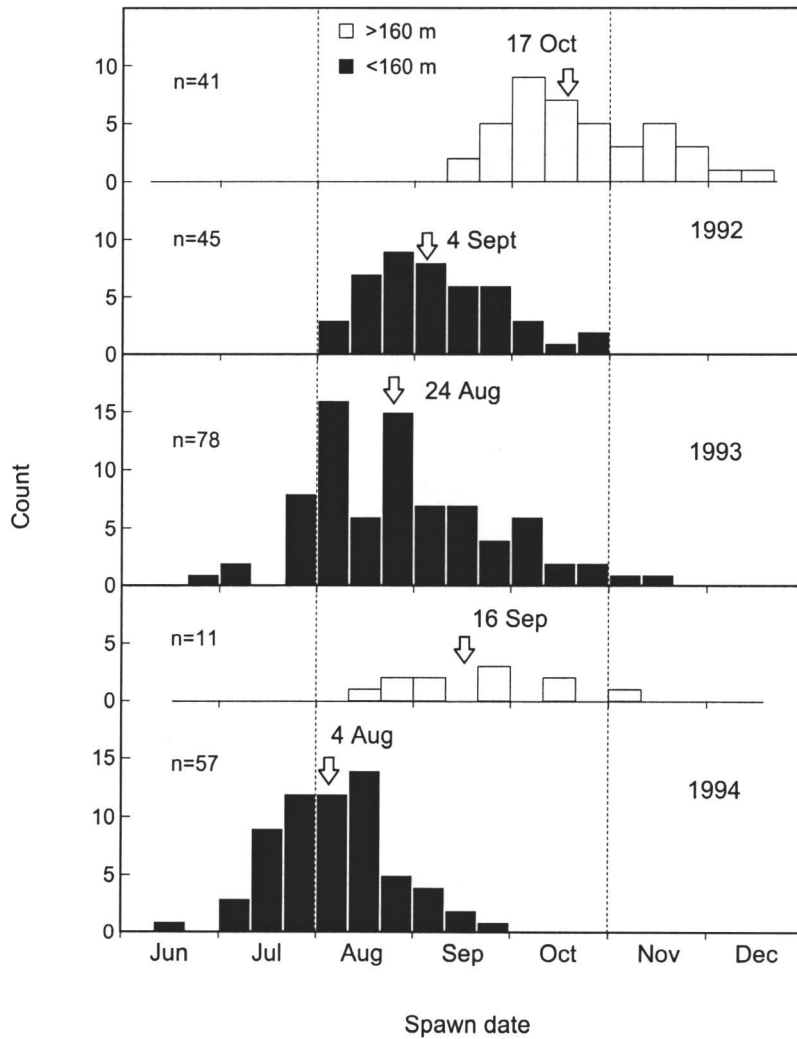 >160 m
<160 m
17 Oct
n=41
15
10
5
0
n=45
4 Sept
1992
10
5
0
24 Aug
n=78
1993
15
10
5
0
16 Sep
n=11
5
0
4 Aug
n=57
1994
15
10
5
0
Count
Jun Jul Aug Sep Oct Nov Dec
Spawn date